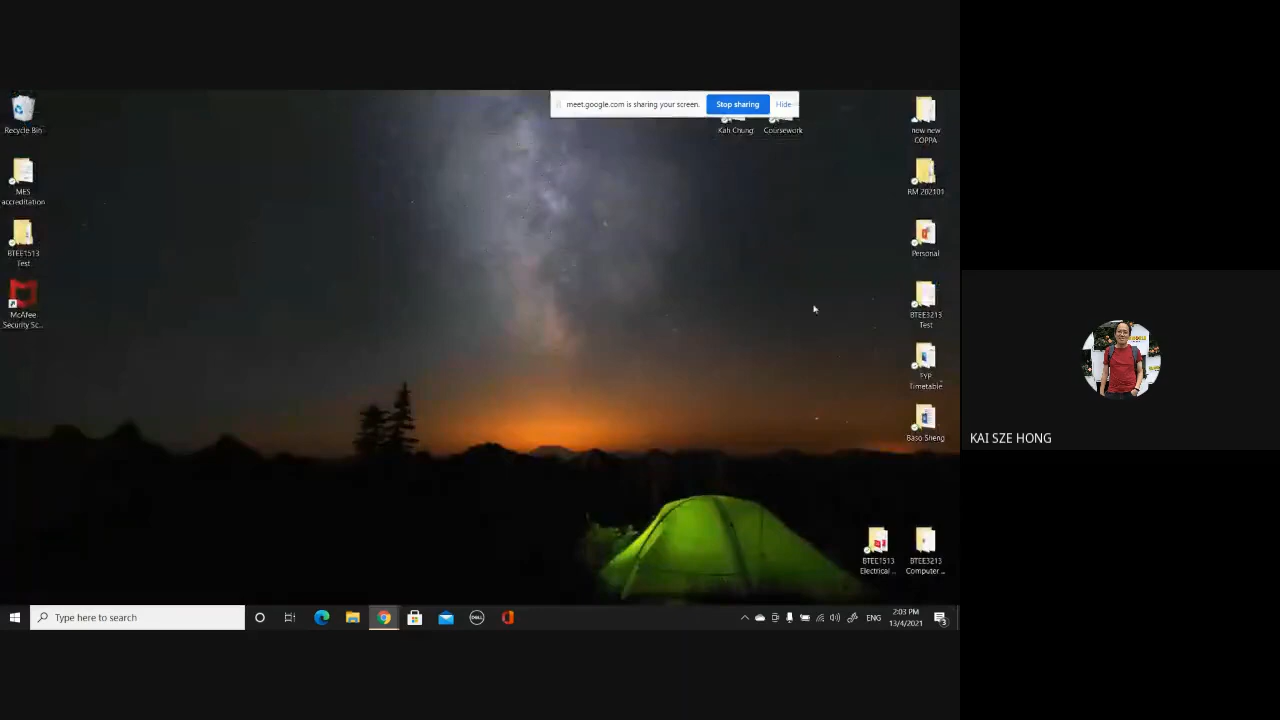 meet.google.com is sharing your screen.
Stop sharing
Hide
Recycle Bin
Kah Chung
Coursework
new new
COPPA
MES
accreditation
RM 202101
BTEE1513
Test
Personal
McAfee
Security Sc...
BTEE3213
Test
FYP
Timetable
Baso Sheng
KAI SZE HONG
BTEE1513
Electrical ...
BTEE3213
Computer ...
Type here to search
ENG
2:03 PM
13/4/2021
3